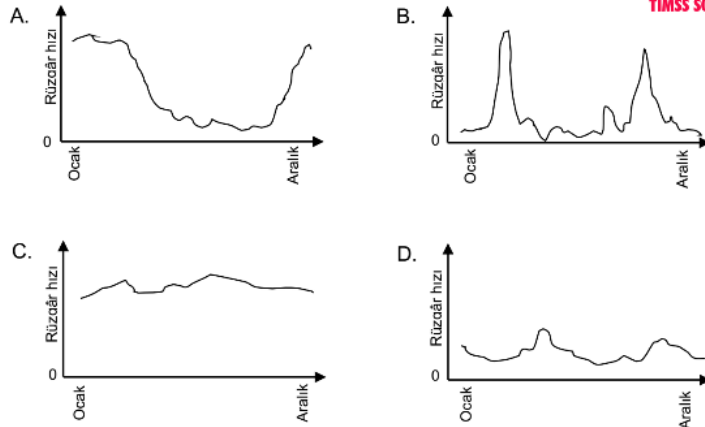 TIMSS
A.
Rüzgâr hızı
0
Ocak
Aralık
B.
Rüzgâr hızı
0
Ocak
Aralık
C.
Rüzgâr hızı
0
Ocak
Aralık
D.
Rüzgâr hızı
0
Ocak
Aralık